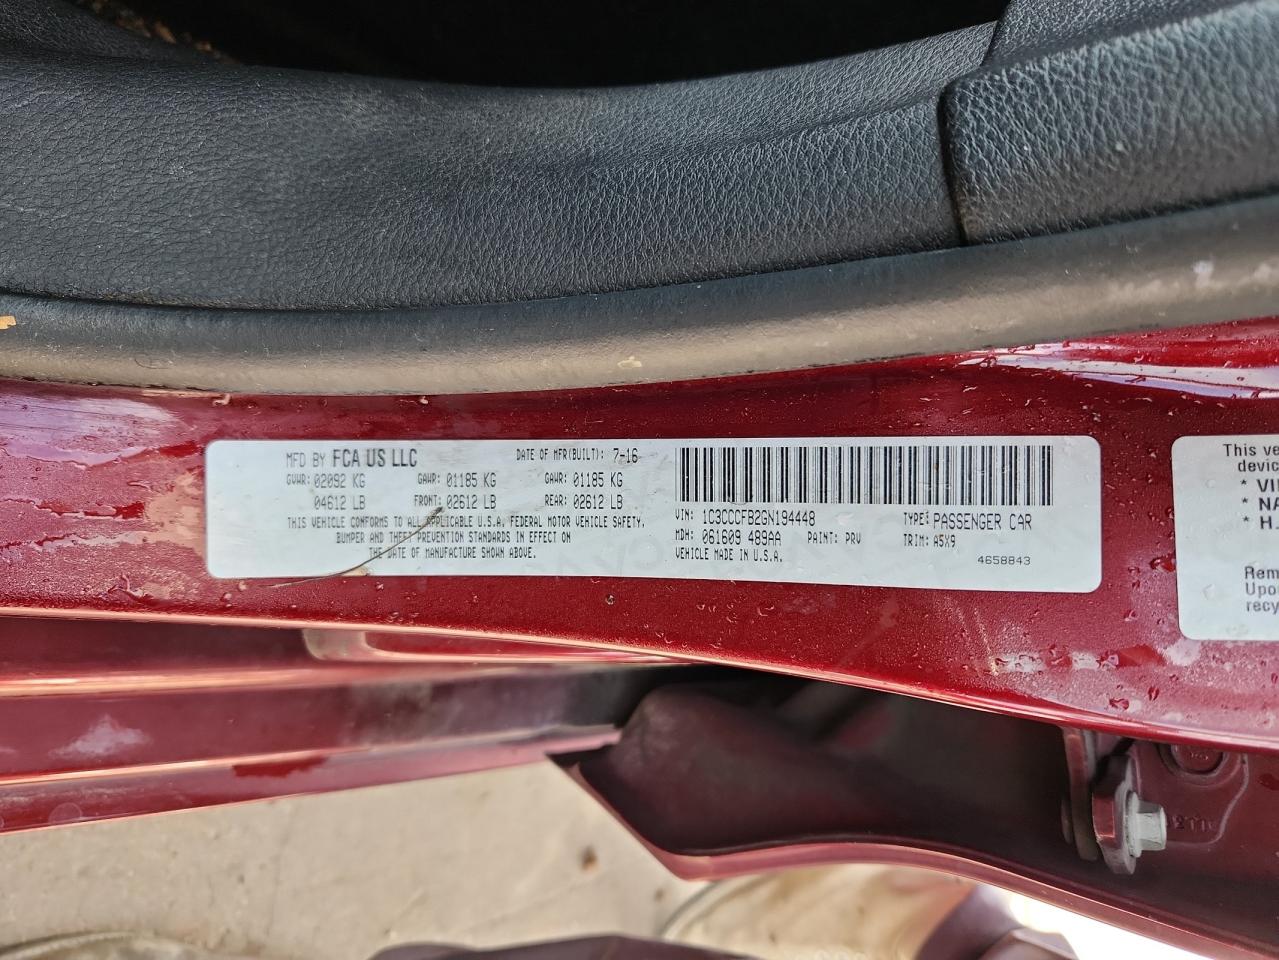 MFD BY FCA US LLC DATE OF MFR(BUILT): 7-16
GVWR: 02092 KG GAWR: 01185 KG GAWR: 01185 KG
04612 LB FRONT: 02612 LB REAR: 02612 LB
THIS VEHICLE CONFORMS TO ALL APPLICABLE U.S.A. FEDERAL MOTOR VEHICLE SAFETY,
BUMPER AND THEFT PREVENTION STANDARDS IN EFFECT ON
THE DATE OF MANUFACTURE SHOWN ABOVE.
VIN: 1C3CCCFB2GN194448 TYPE: PASSENGER CAR
MDH: 061609 489AA PAINT: PRV TRIM: A5X9
VEHICLE MADE IN U.S.A. 4658843
This ve
devic
* VI
* NA
* HA
Rem
Upo
recy